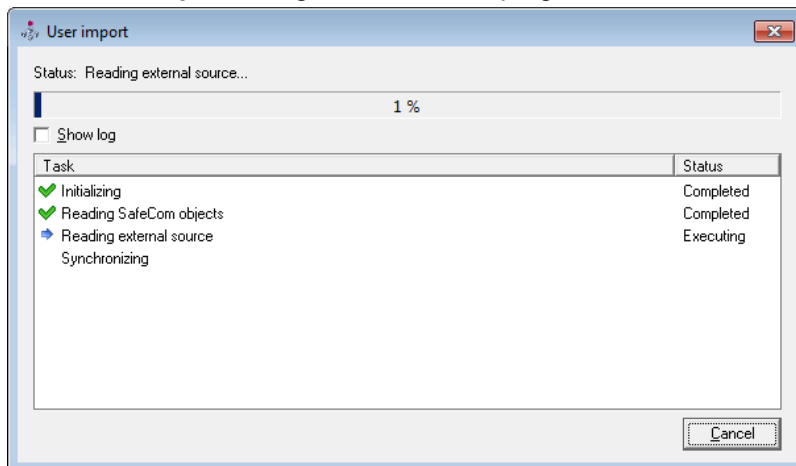 User import
Status: Reading external source...
1 %
Show log
Task Status
Initializing Completed
Reading SafeCom objects Completed
Reading external source Executing
Synchronizing
Cancel